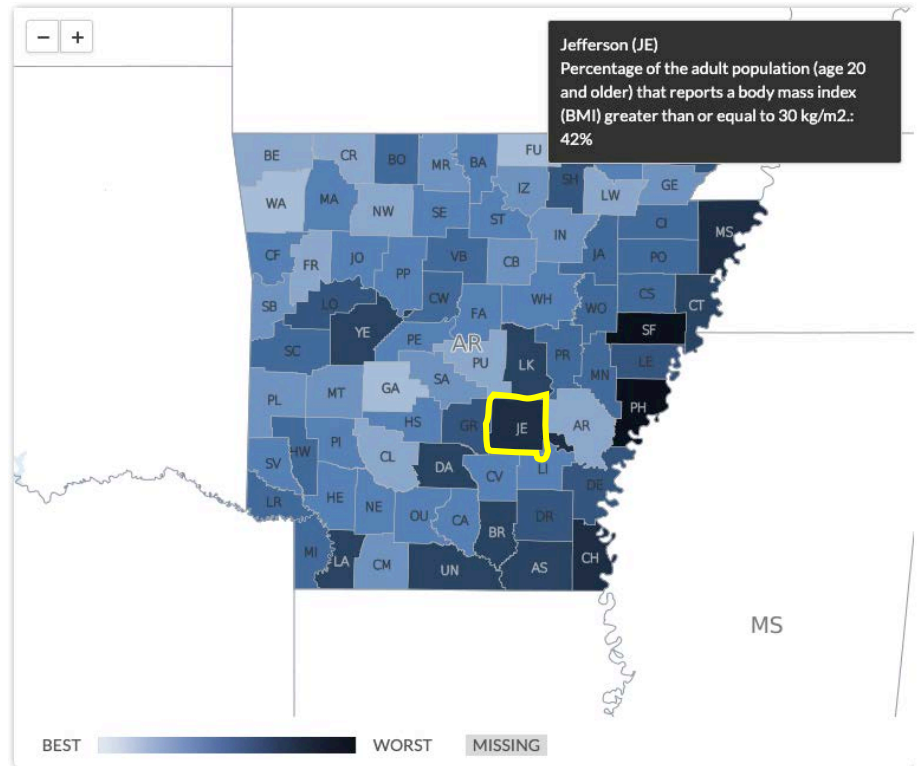 − +
Jefferson (JE)
Percentage of the adult population (age 20
and older) that reports a body mass index
(BMI) greater than or equal to 30 kg/m2.:
42%
BE CR BO MR BA FU
IZ SH LW GE
WA MA NW SE ST
IN CI MS
CF FR JO PP VB CB JA PO
SB LO CW FA WH WO CS CT
YE PE AR SF
SC PU LK PR LE
GA SA MN
PL MT PH
HS GR JE AR
HW PI CL
SV DA CV LI
LR HE NE DE
OU CA DR
BR
MI LA CM UN AS CH
MS
BEST WORST MISSING